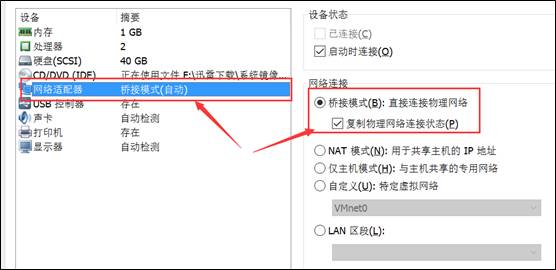 设备 摘要
内存 1 GB
处理器 2
硬盘(SCSI) 40 GB
CD/DVD (IDE) 正在使用文件 F:\迅雷下载\系统镜像...
网络适配器 桥接模式(自动)
USB 控制器 存在
声卡 自动检测
打印机 存在
显示器 自动检测
设备状态
已连接(C)
启动时连接(O)
网络连接
桥接模式(B): 直接连接物理网络
复制物理网络连接状态(P)
NAT 模式(N): 用于共享主机的 IP 地址
仅主机模式(H): 与主机共享的专用网络
自定义(U): 特定虚拟网络
VMnet0
LAN 区段(L):